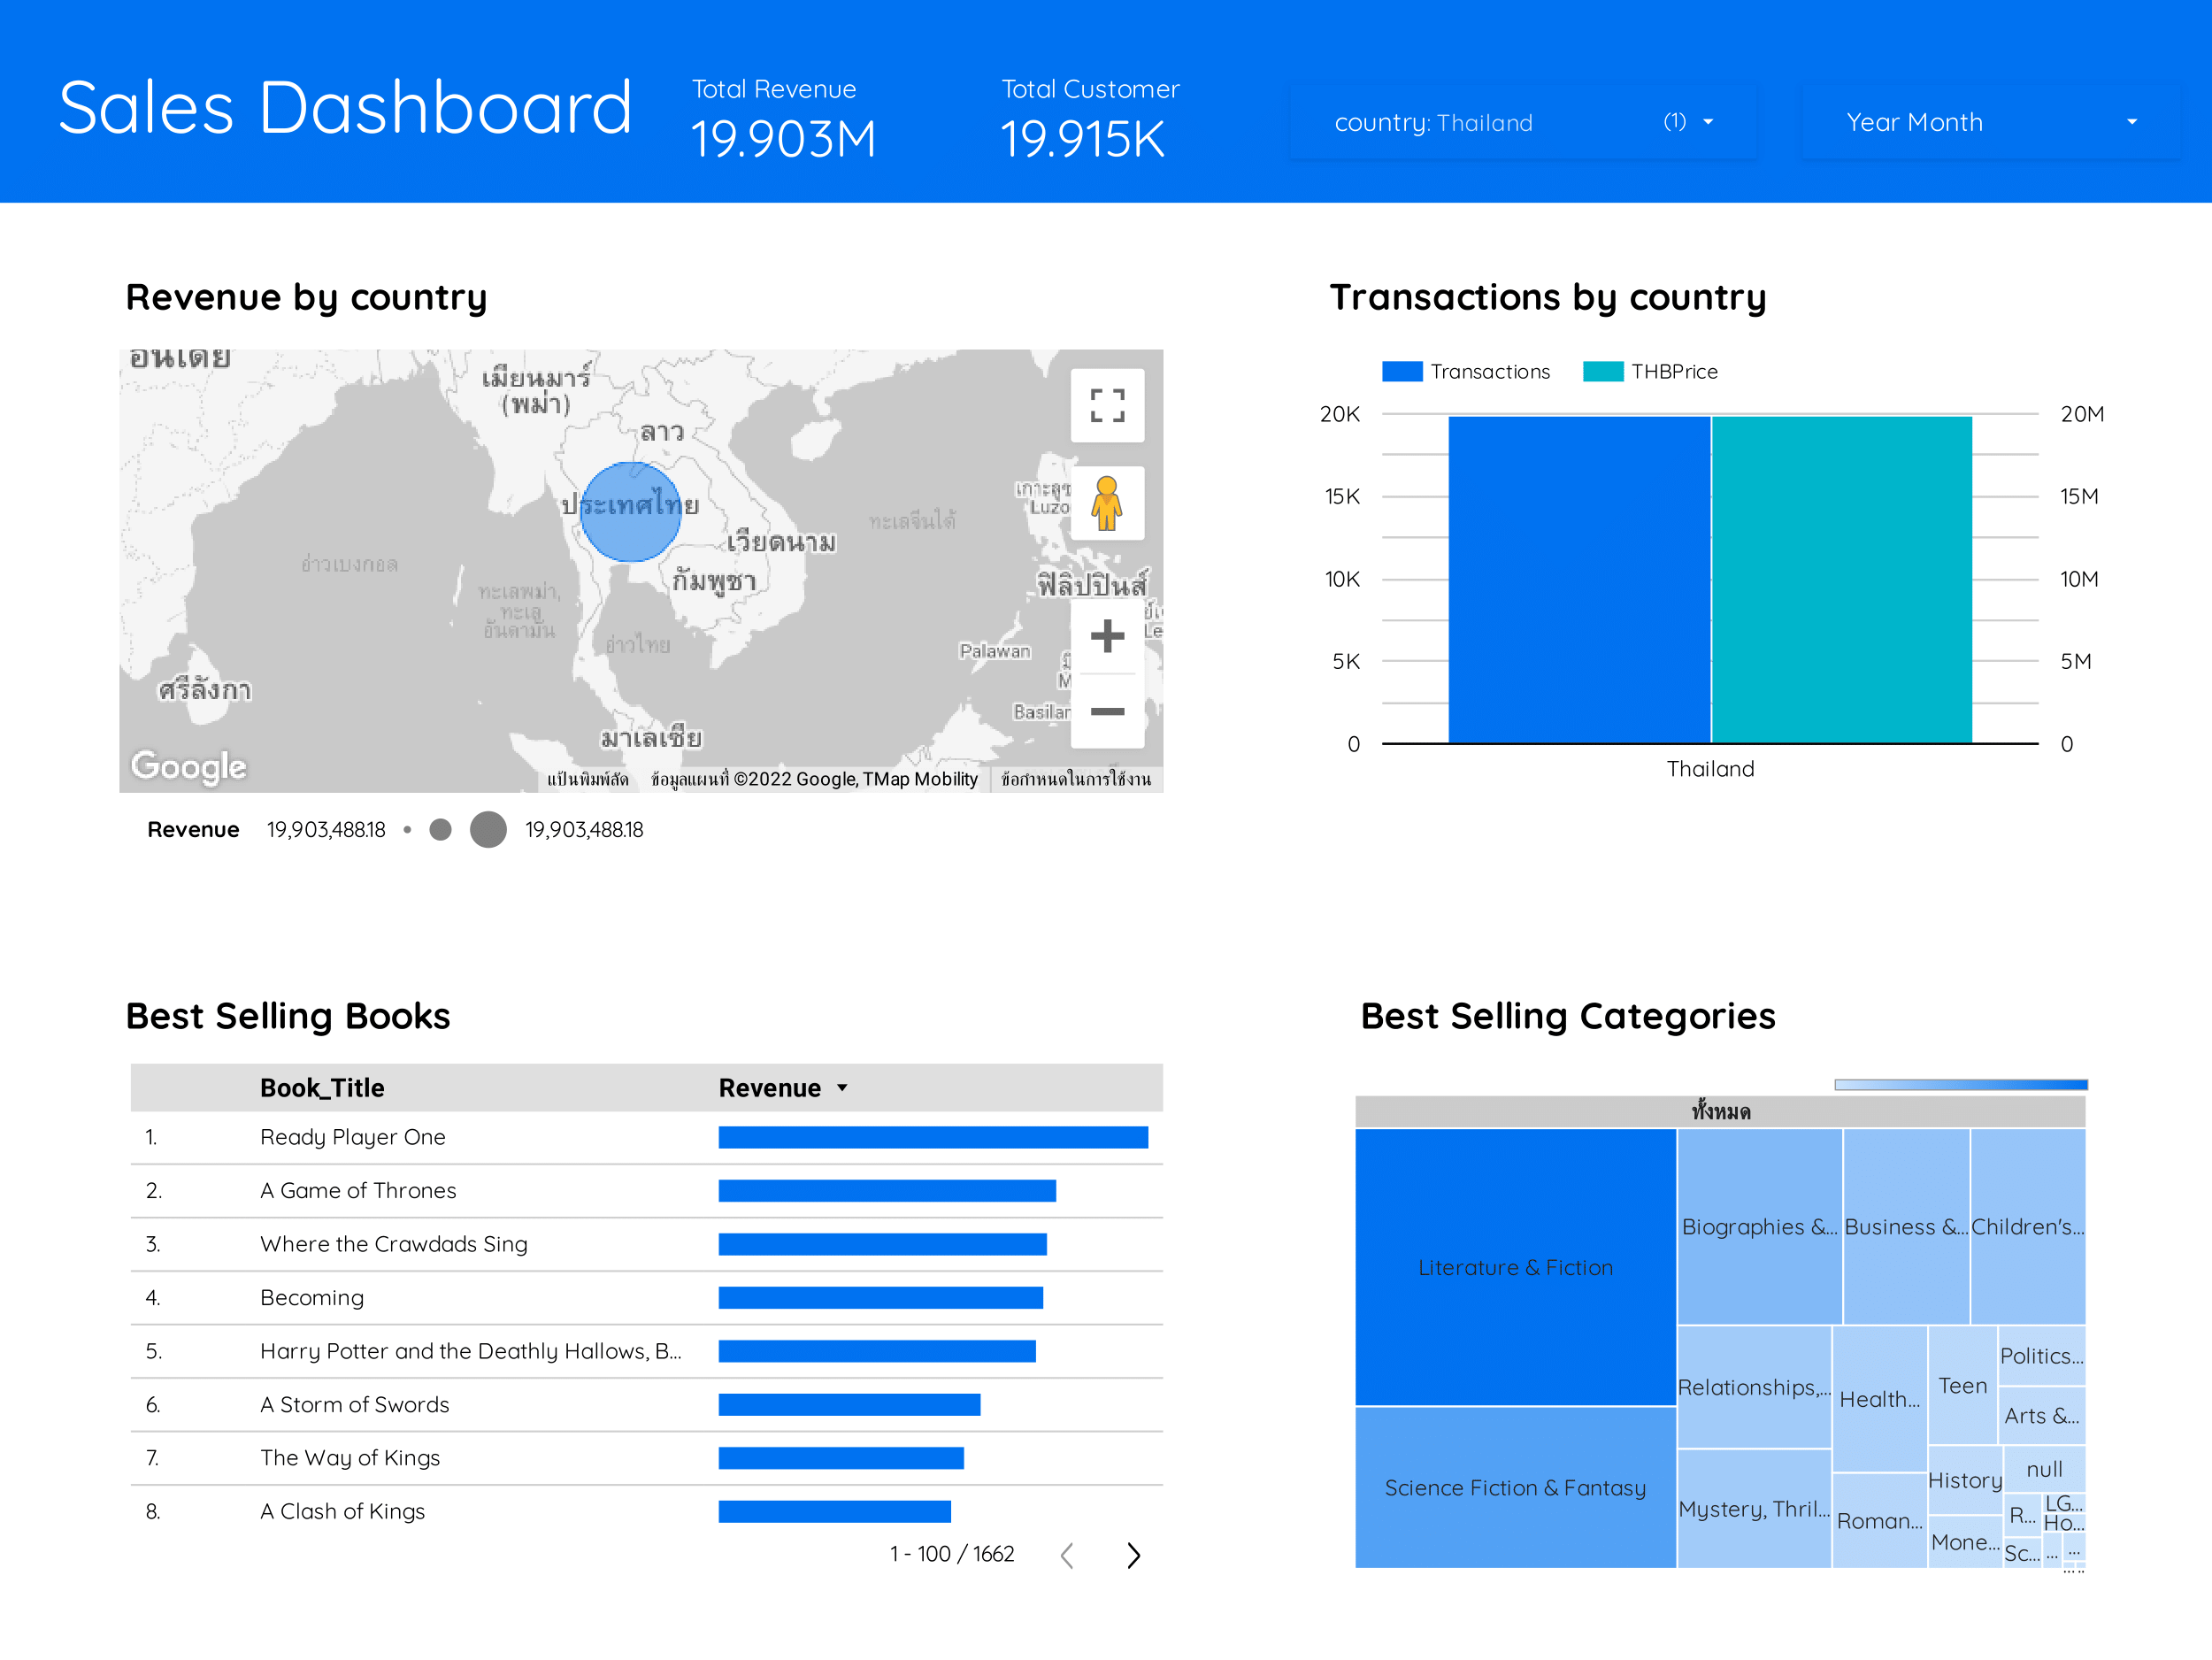 Sales Dashboard
Total Revenue
19.903M
Total Customer
19.915K
country: Thailand (1)
Year Month
Revenue by country
อินเดีย
เมียนมาร์
(พม่า)
ลาว
ประเทศไทย
เวียดนาม
กัมพูชา
ทะเลจีนใต้
อ่าวเบงกอล
ทะเลพม่า,
ทะเล
อันดามัน
อ่าวไทย
ฟิลิปปินส์
Palawan
ศรีลังกา
มาเลเซีย
Google
แป้นพิมพ์ลัด ข้อมูลแผนที่ ©2022 Google, TMap Mobility ข้อกำหนดในการใช้งาน
Revenue 19,903,488.18 19,903,488.18
Transactions by country
Transactions THBPrice
20K 20M
15K 15M
10K 10M
5K 5M
0 0
Thailand
Best Selling Books
Book_Title Revenue
1. Ready Player One
2. A Game of Thrones
3. Where the Crawdads Sing
4. Becoming
5. Harry Potter and the Deathly Hallows, B...
6. A Storm of Swords
7. The Way of Kings
8. A Clash of Kings
1 - 100 / 1662
Best Selling Categories
ทั้งหมด
Literature & Fiction
Science Fiction & Fantasy
Biographies &...
Business &...
Children's...
Relationships,...
Mystery, Thril...
Health...
Roman...
Teen
Politics...
Arts &...
History
Mone...
null
R...
Sc...
LG...
Ho...
...
...